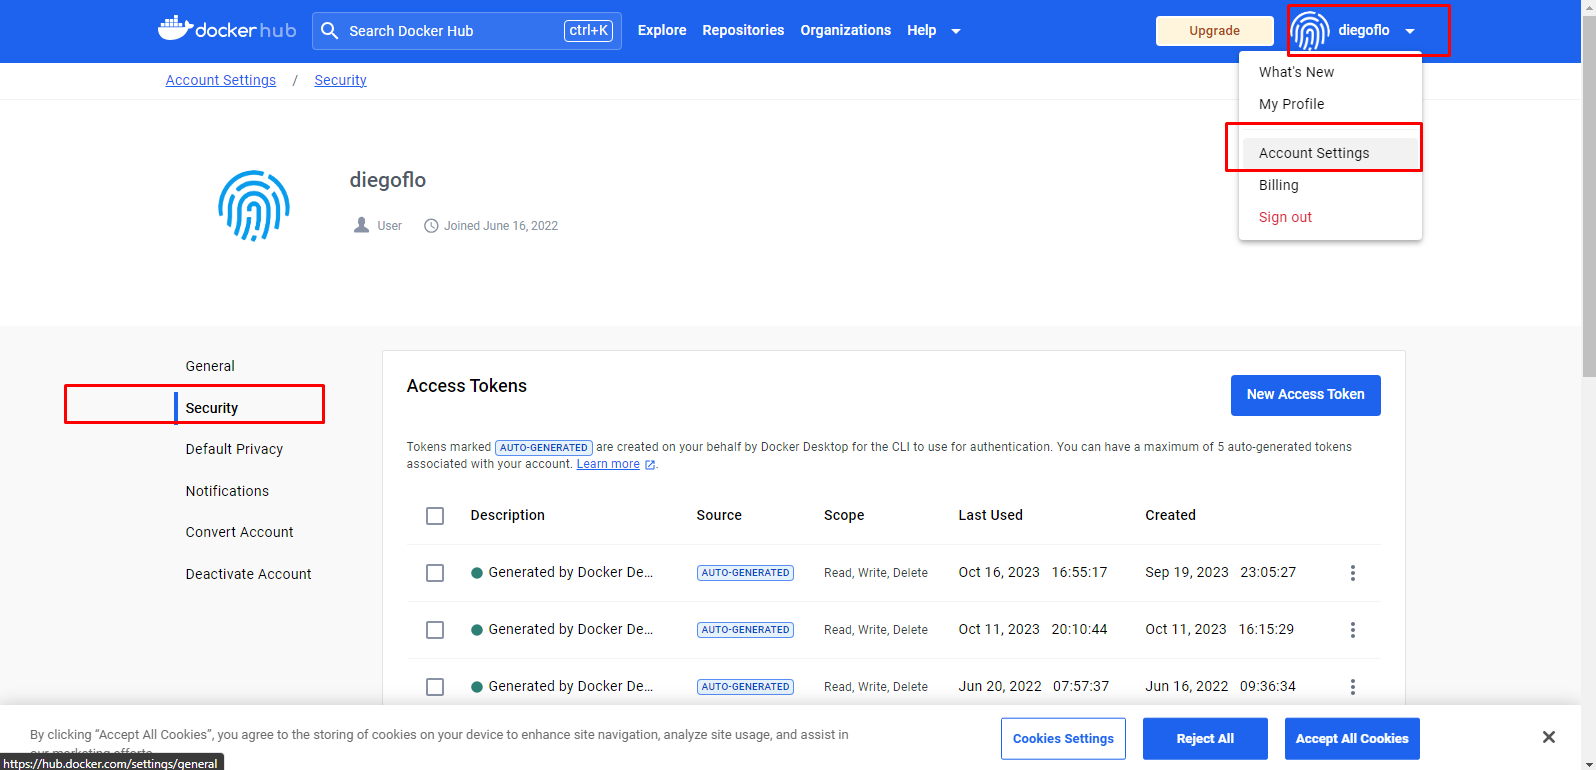 docker hub
Search Docker Hub ctrl+K
Explore Repositories Organizations Help
Upgrade
diegoflo
Account Settings / Security
What's New
My Profile
Account Settings
Billing
Sign out
diegoflo
User Joined June 16, 2022
General
Security
Default Privacy
Notifications
Convert Account
Deactivate Account
Access Tokens
New Access Token
Tokens marked AUTO-GENERATED are created on your behalf by Docker Desktop for the CLI to use for authentication. You can have a maximum of 5 auto-generated tokens
associated with your account. Learn more .
Description Source Scope Last Used Created
Generated by Docker De... AUTO-GENERATED Read, Write, Delete Oct 16, 2023 16:55:17 Sep 19, 2023 23:05:27
Generated by Docker De... AUTO-GENERATED Read, Write, Delete Oct 11, 2023 20:10:44 Oct 11, 2023 16:15:29
Generated by Docker De... AUTO-GENERATED Read, Write, Delete Jun 20, 2022 07:57:37 Jun 16, 2022 09:36:34
By clicking “Accept All Cookies”, you agree to the storing of cookies on your device to enhance site navigation, analyze site usage, and assist in
our marketing efforts.
Cookies Settings
Reject All
Accept All Cookies
https://hub.docker.com/settings/general